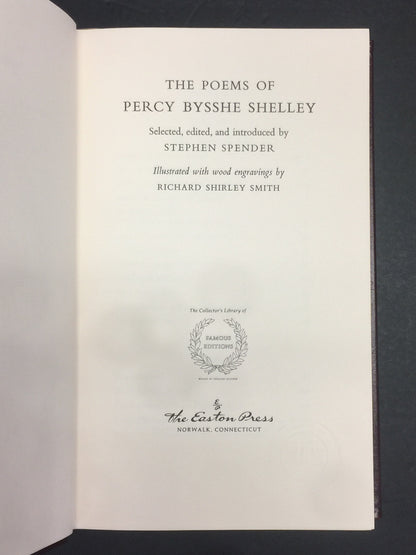 THE POEMS OF
PERCY BYSSHE SHELLEY
Selected, edited, and introduced by
STEPHEN SPENDER
Illustrated with wood engravings by
RICHARD SHIRLEY SMITH
The Collector's Library of
FAMOUS
EDITIONS
The Easton Press
NORWALK, CONNECTICUT